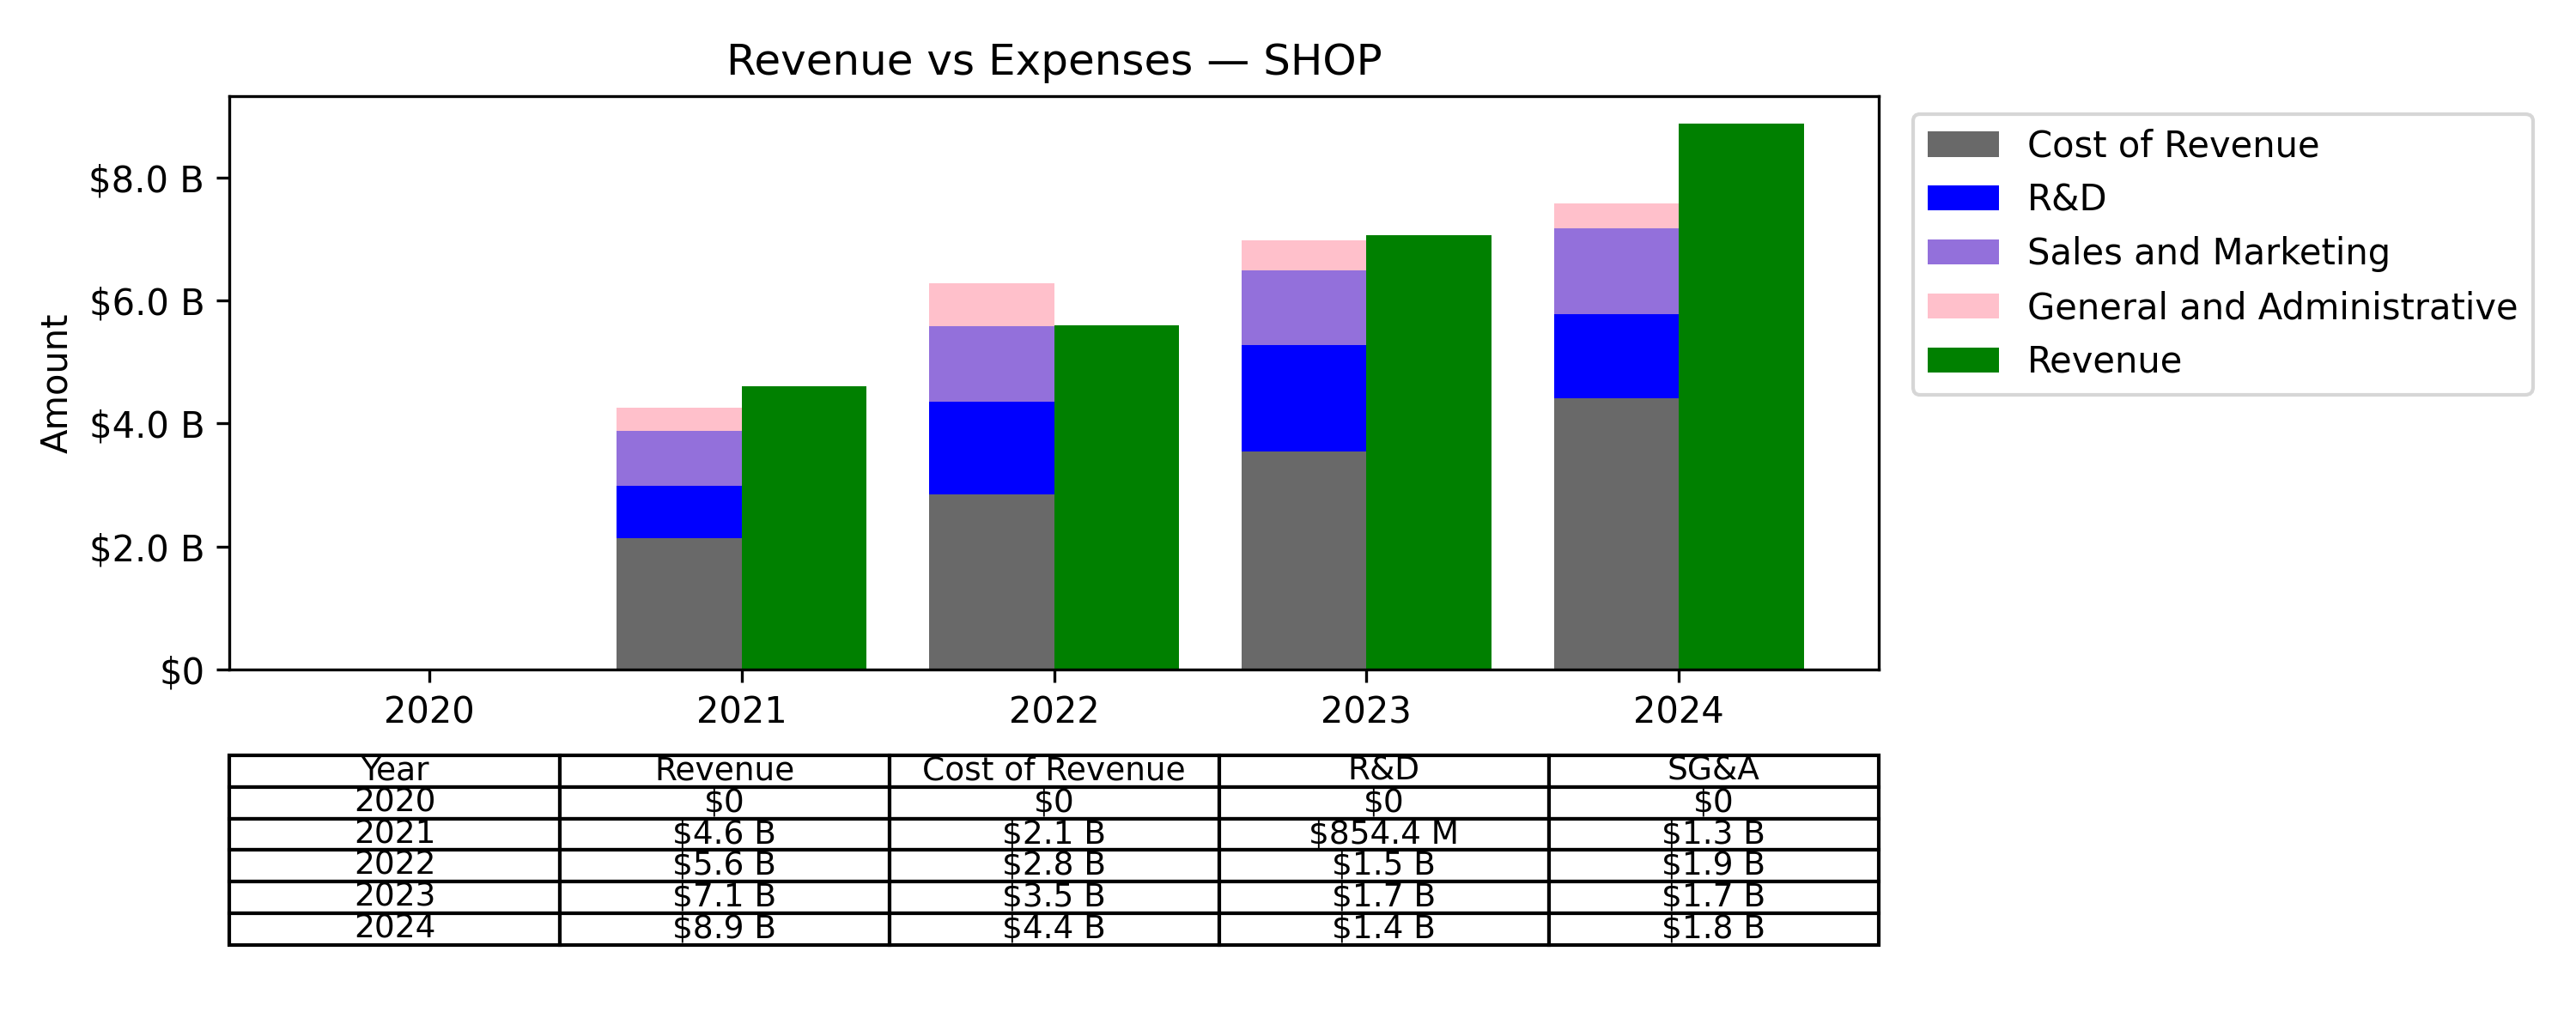 Revenue vs Expenses — SHOP
Amount
$8.0 B
$6.0 B
$4.0 B
$2.0 B
$0
2020 2021 2022 2023 2024
Cost of Revenue
R&D
Sales and Marketing
General and Administrative
Revenue
Year Revenue Cost of Revenue R&D SG&A
2020 $0 $0 $0 $0
2021 $4.6 B $2.1 B $854.4 M $1.3 B
2022 $5.6 B $2.8 B $1.5 B $1.9 B
2023 $7.1 B $3.5 B $1.7 B $1.7 B
2024 $8.9 B $4.4 B $1.4 B $1.8 B